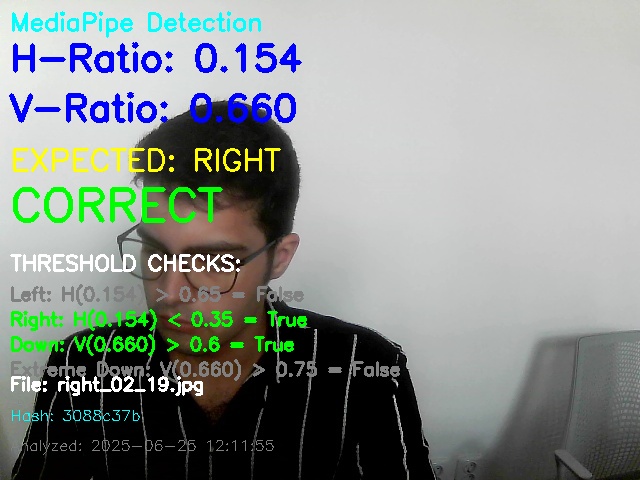 MediaPipe Detection
H-Ratio: 0.154
V-Ratio: 0.660
EXPECTED: RIGHT
CORRECT
THRESHOLD CHECKS:
Left: H(0.154) > 0.65 = False
Right: H(0.154) < 0.35 = True
Down: V(0.660) > 0.6 = True
Extreme Down: V(0.660) > 0.75 = False
File: right_02_19.jpg
Hash: 3088c37b
Analyzed: 2025-06-25 12:11:55